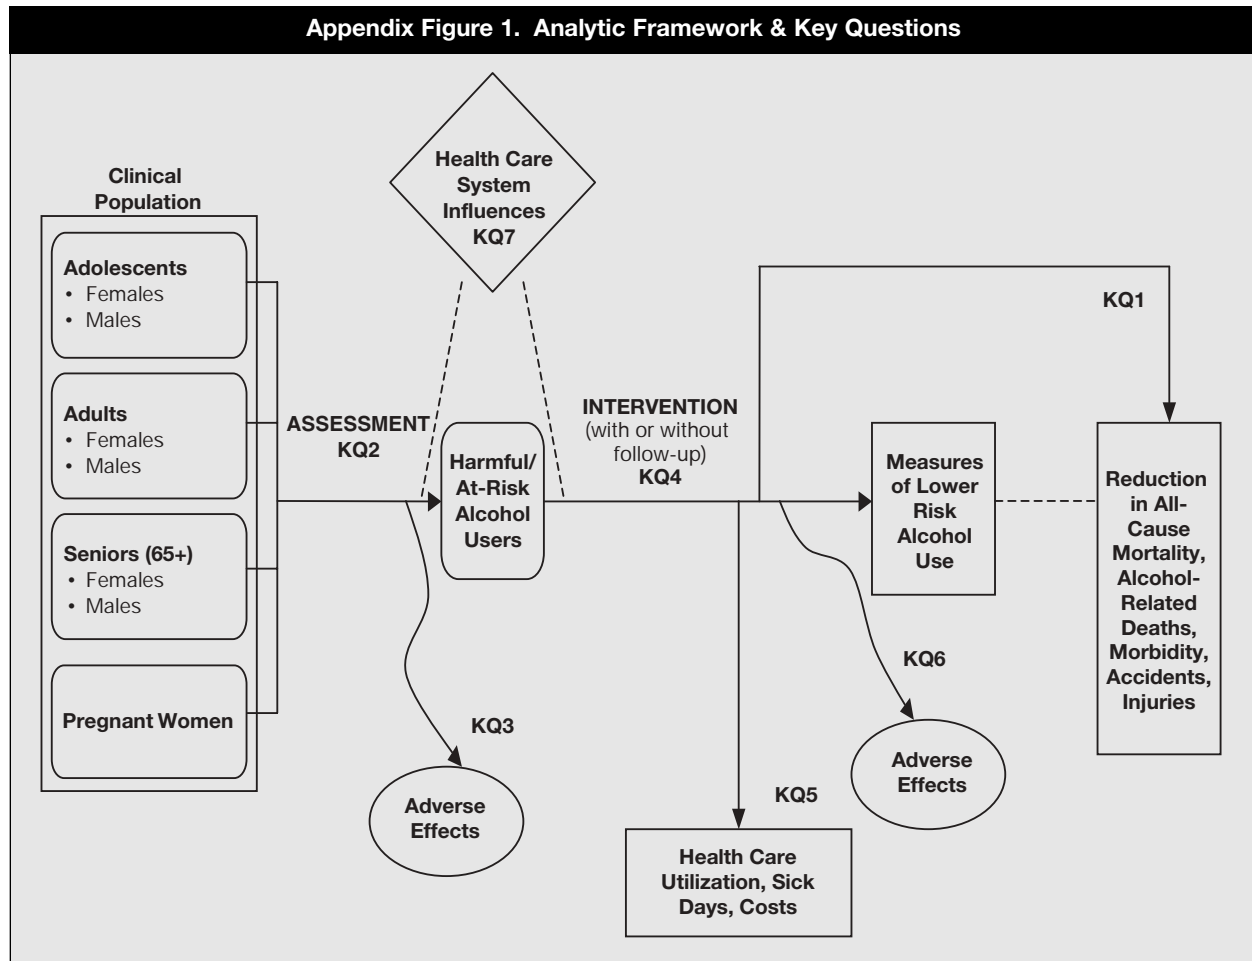 Appendix Figure 1. Analytic Framework & Key Questions
Health Care
System
Influences
KQ7
Clinical
Population
Adolescents
• Females
• Males
Adults
• Females
• Males
Seniors (65+)
• Females
• Males
Pregnant Women
ASSESSMENT
KQ2
Harmful/
At-Risk
Alcohol
Users
KQ3
Adverse
Effects
INTERVENTION
(with or without
follow-up)
KQ4
KQ5
Health Care
Utilization, Sick
Days, Costs
KQ6
Adverse
Effects
Measures
of Lower
Risk
Alcohol
Use
KQ1
Reduction
in All-
Cause
Mortality,
Alcohol-
Related
Deaths,
Morbidity,
Accidents,
Injuries